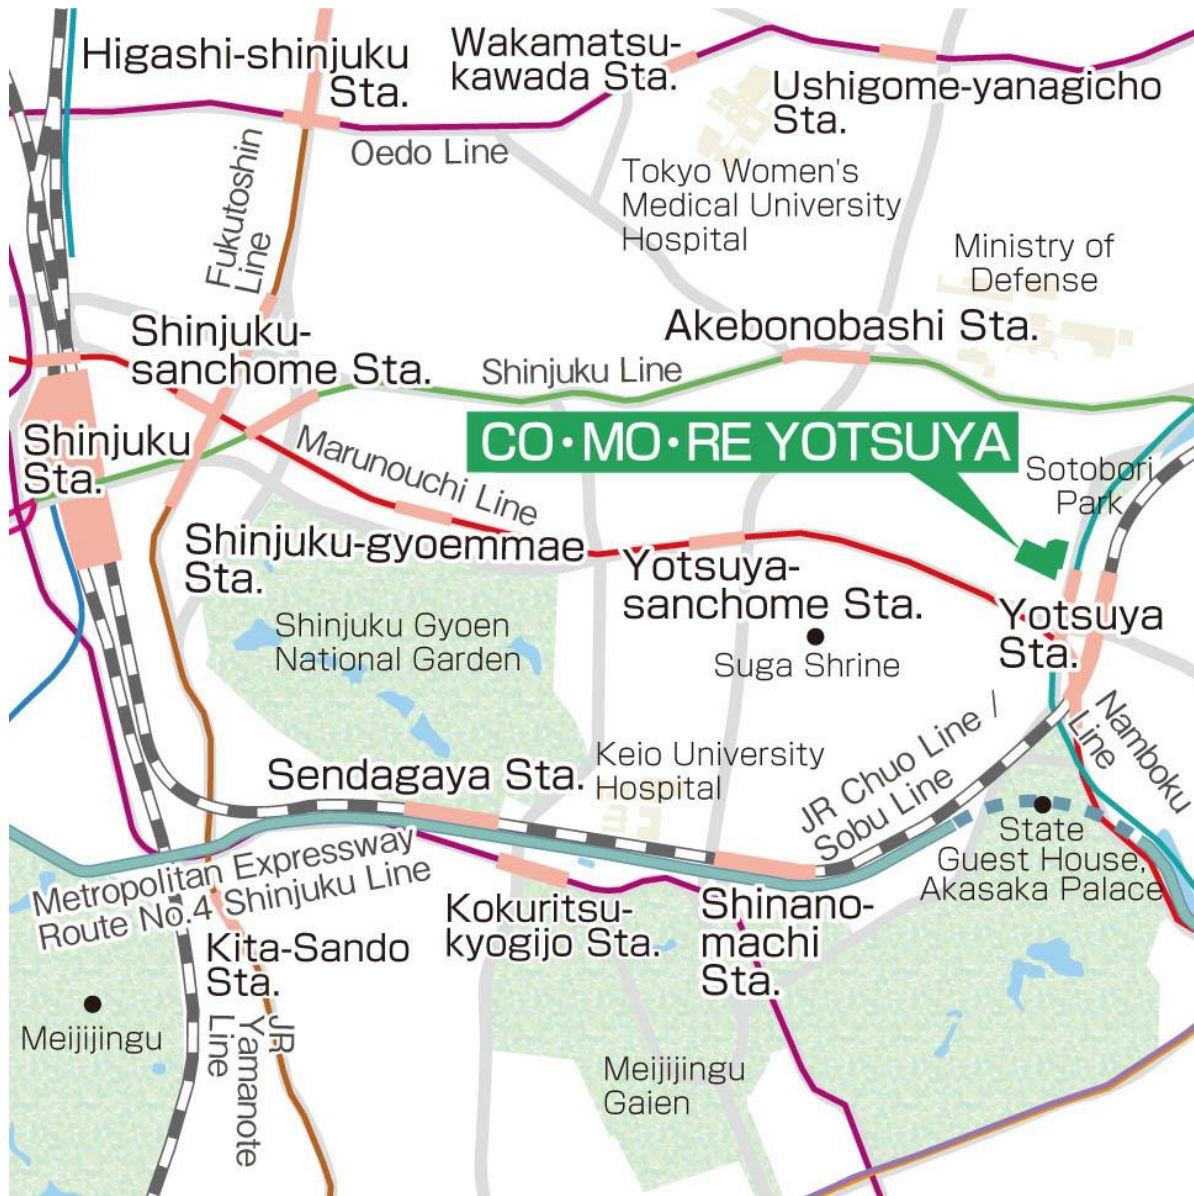 Higashi-shinjuku
Sta.
Wakamatsu-
kawada Sta.
Ushigome-yanagicho
Sta.
Oedo Line
Fukutoshin
Line
Tokyo Women's
Medical University
Hospital
Ministry of
Defense
Shinjuku-
sanchome Sta.
Akebonobashi Sta.
Shinjuku Line
Shinjuku
Sta.
Marunouchi Line
CO・MO・RE YOTSUYA
Sotobori
Park
Shinjuku-gyoemmae
Sta.
Yotsuya-
sanchome Sta.
Yotsuya
Sta.
Shinjuku Gyoen
National Garden
Suga Shrine
Namboku
Line
Sendagaya Sta.
Keio University
Hospital
JR Chuo Line /
Sobu Line
State
Guest House,
Akasaka Palace
Metropolitan Expressway
Route No.4 Shinjuku Line
Kokuritsu-
kyogijo Sta.
Shinano-
machi
Sta.
Kita-Sando
Sta.
Meijijingu
JR
Yamanote
Line
Meijijingu
Gaien